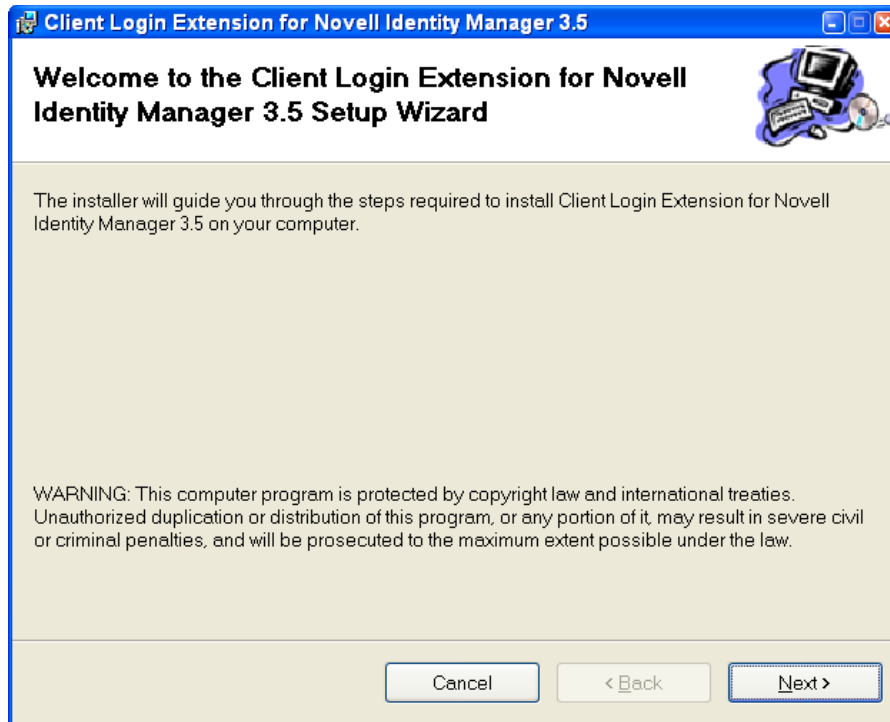 Client Login Extension for Novell Identity Manager 3.5
Welcome to the Client Login Extension for Novell
Identity Manager 3.5 Setup Wizard
The installer will guide you through the steps required to install Client Login Extension for Novell
Identity Manager 3.5 on your computer.
WARNING: This computer program is protected by copyright law and international treaties.
Unauthorized duplication or distribution of this program, or any portion of it, may result in severe civil
or criminal penalties, and will be prosecuted to the maximum extent possible under the law.
Cancel
< Back
Next >